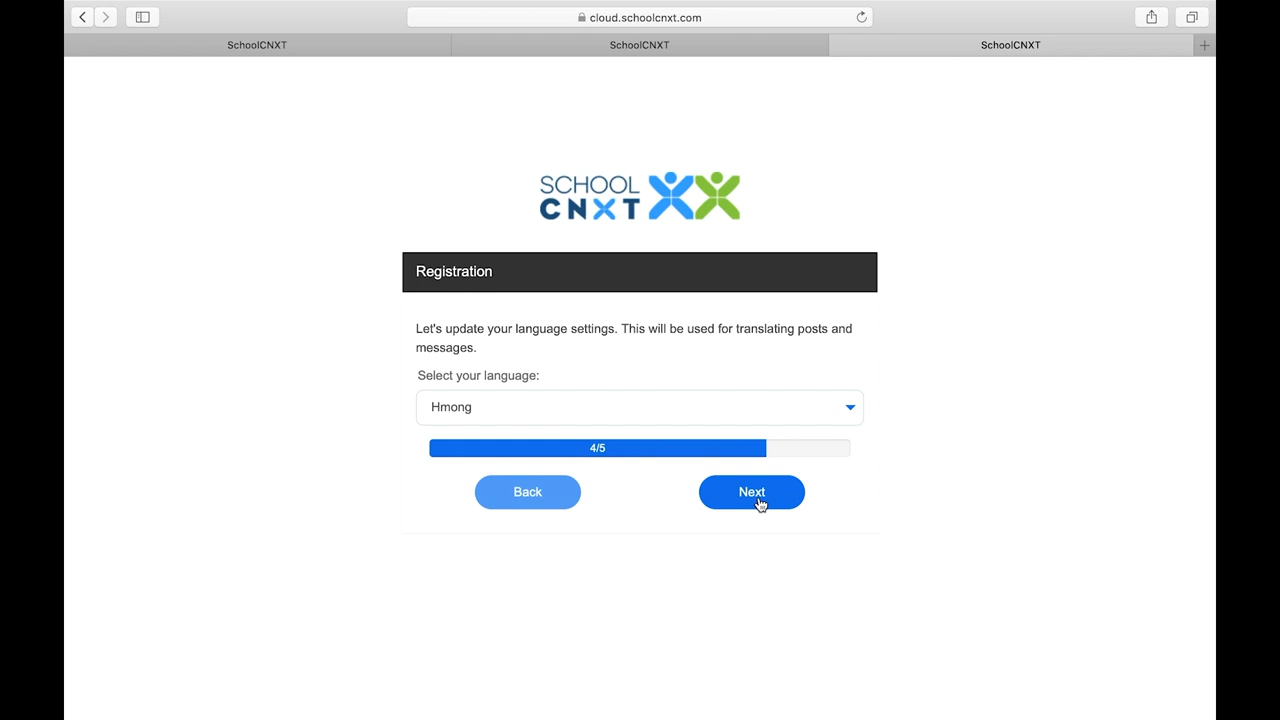 cloud.schoolcnxt.com
SchoolCNXT
SchoolCNXT
SchoolCNXT
SCHOOL
CNXT
Registration
Let's update your language settings. This will be used for translating posts and
messages.
Select your language:
Hmong
4/5
Back
Next